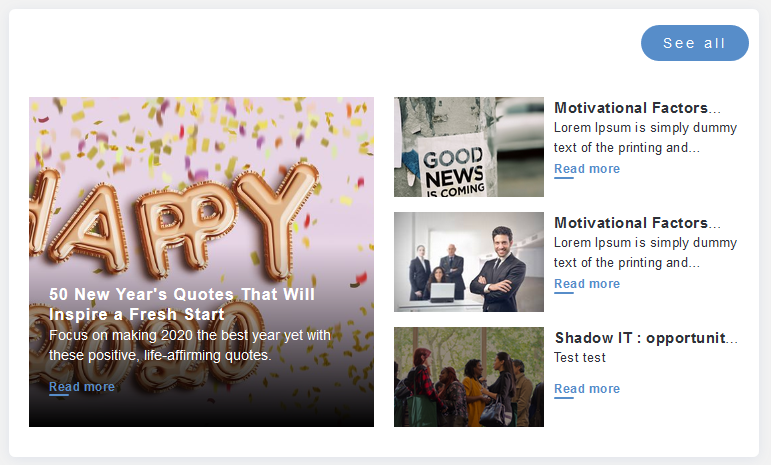 See all
HAPPY
2020
50 New Year's Quotes That Will
Inspire a Fresh Start
Focus on making 2020 the best year yet with
these positive, life-affirming quotes.
Read more
GOOD
NEWS
IS COMING
Motivational Factors...
Lorem Ipsum is simply dummy
text of the printing and...
Read more
Motivational Factors...
Lorem Ipsum is simply dummy
text of the printing and...
Read more
Shadow IT : opportunit...
Test test
Read more